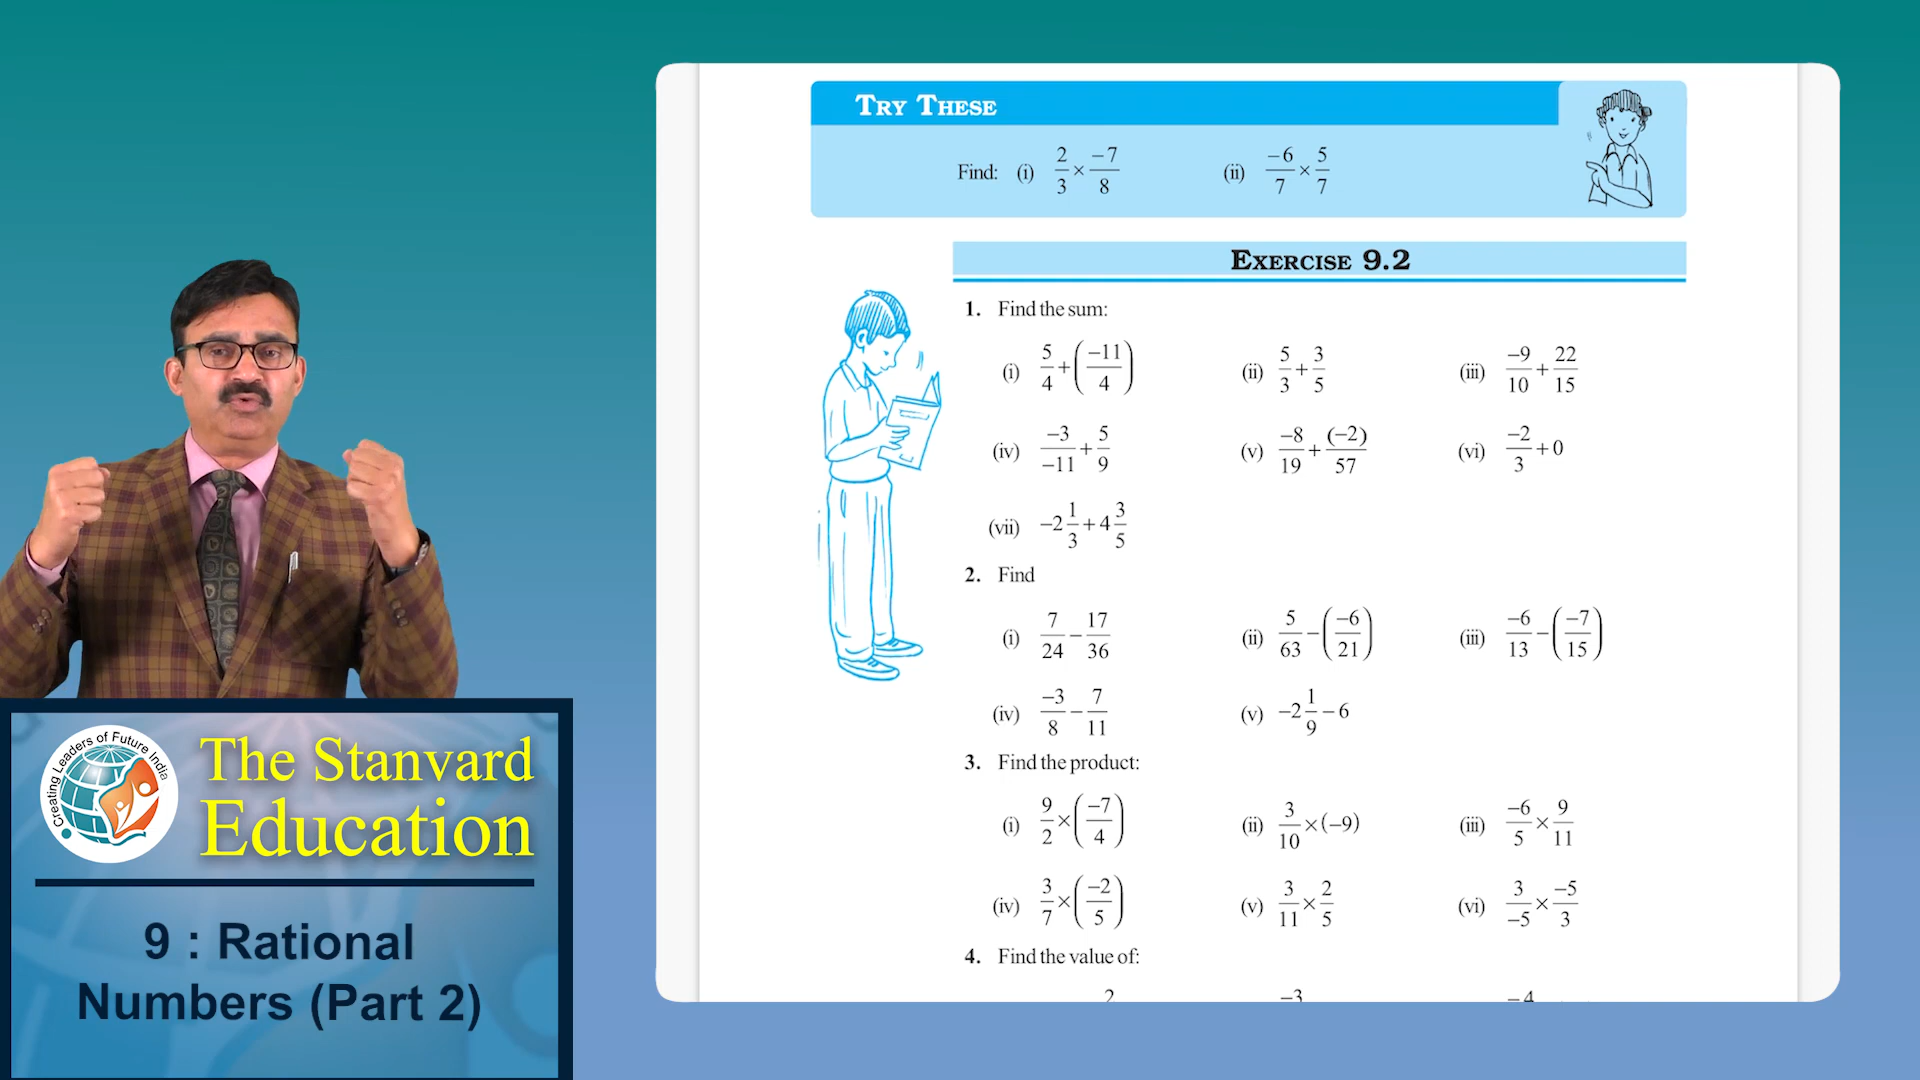 TRY THESE
Find: (i) 2/3 × -7/8 (ii) -6/7 × 5/7
EXERCISE 9.2
1. Find the sum:
(i) 5/4 + (-11/4) (ii) 5/3 + 3/5 (iii) -9/10 + 22/15
(iv) -3/-11 + 5/9 (v) -8/19 + (-2)/57 (vi) -2/3 + 0
(vii) -2 1/3 + 4 3/5
2. Find
(i) 7/24 - 17/36 (ii) 5/63 - (-6/21) (iii) -6/13 - (-7/15)
(iv) -3/8 - 7/11 (v) -2 1/9 - 6
3. Find the product:
(i) 9/2 × (-7/4) (ii) 3/10 × (-9) (iii) -6/5 × 9/11
(iv) 3/7 × (-2/5) (v) 3/11 × 2/5 (vi) 3/-5 × -5/3
4. Find the value of:
Creating Leaders of Future India
The Stanvard
Education
9 : Rational
Numbers (Part 2)